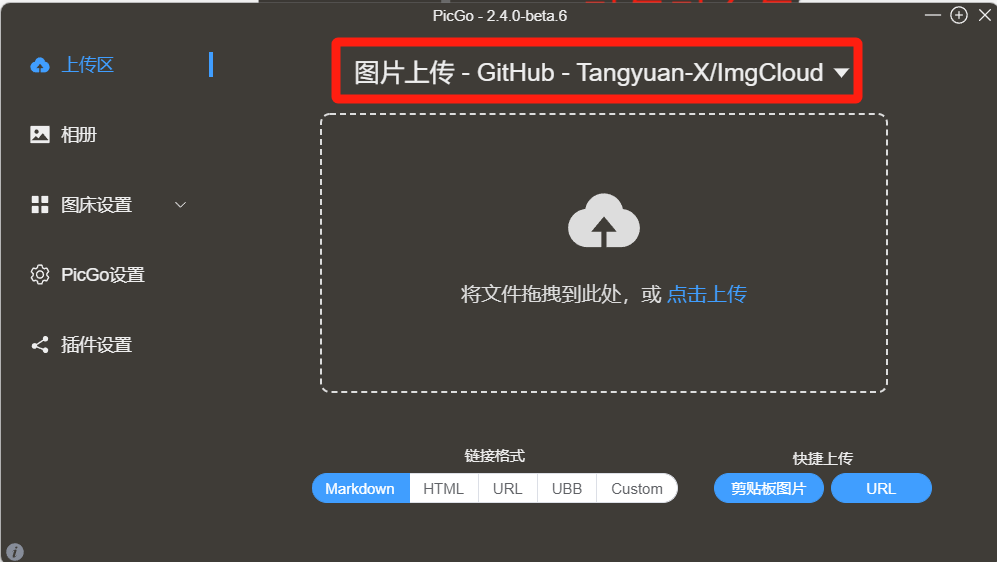 PicGo - 2.4.0-beta.6
上传区
图片上传 - GitHub - Tangyuan-X/ImgCloud
相册
图床设置
PicGo设置
插件设置
将文件拖拽到此处，或 点击上传
链接格式
快捷上传
Markdown HTML URL UBB Custom
剪贴板图片 URL